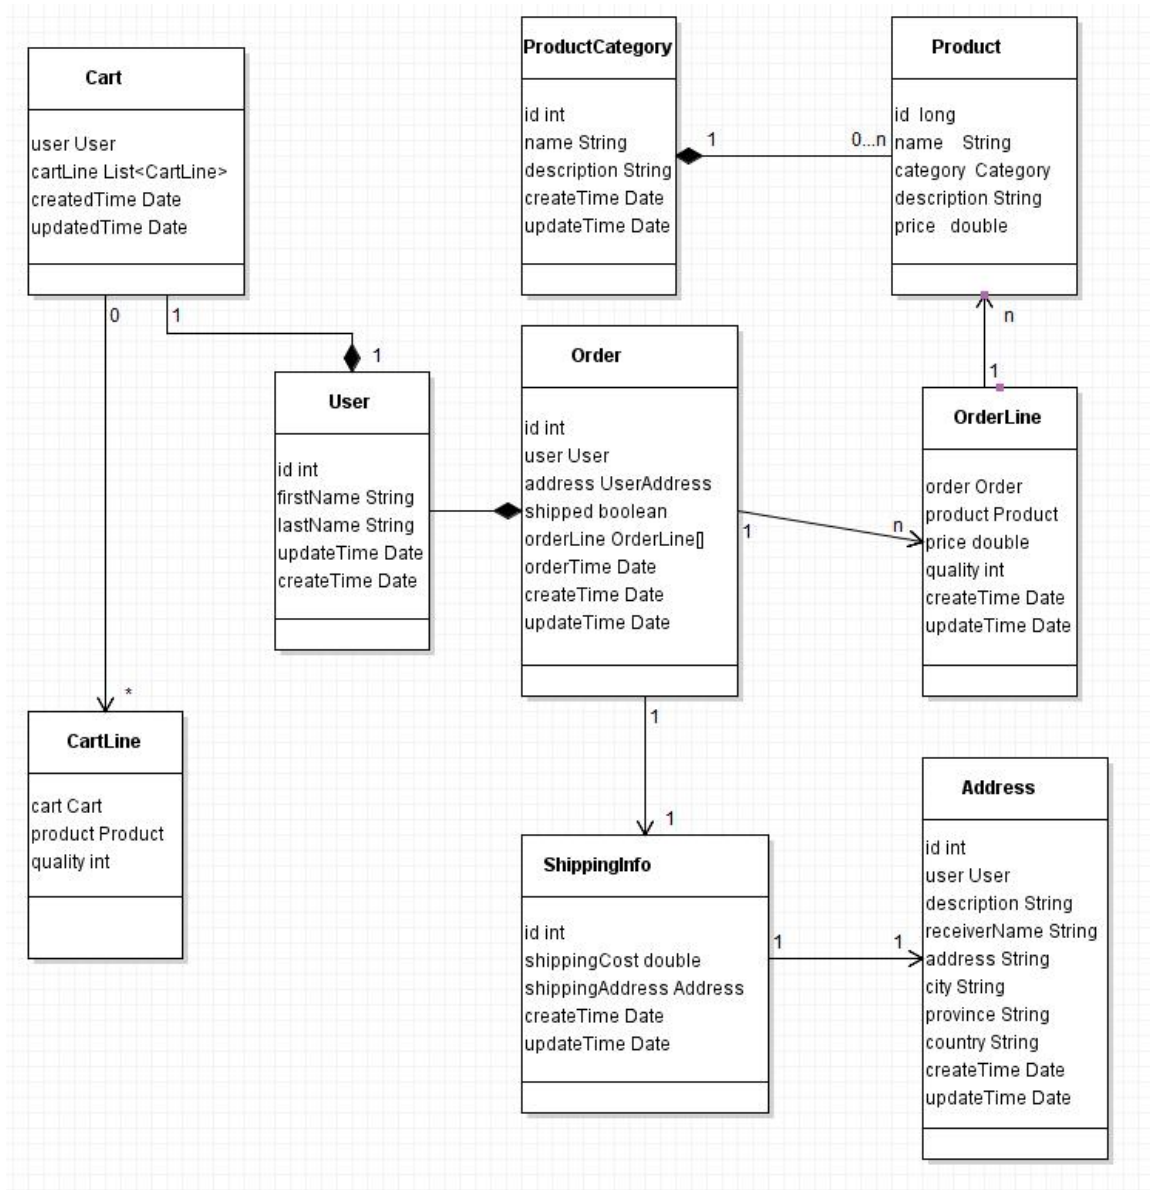 Cart
user User
cartLine List<CartLine>
createdTime Date
updatedTime Date
0
1
1
ProductCategory
id int
name String
description String
createTime Date
updateTime Date
1
0...n
Product
id long
name String
category Category
description String
price double
n
1
User
id int
firstName String
lastName String
updateTime Date
createTime Date
Order
id int
user User
address UserAddress
shipped boolean
orderLine OrderLine[]
orderTime Date
createTime Date
updateTime Date
1
n
OrderLine
order Order
product Product
price double
quality int
createTime Date
updateTime Date
*
CartLine
cart Cart
product Product
quality int
1
1
ShippingInfo
id int
shippingCost double
shippingAddress Address
createTime Date
updateTime Date
1
1
Address
id int
user User
description String
receiverName String
address String
city String
province String
country String
createTime Date
updateTime Date